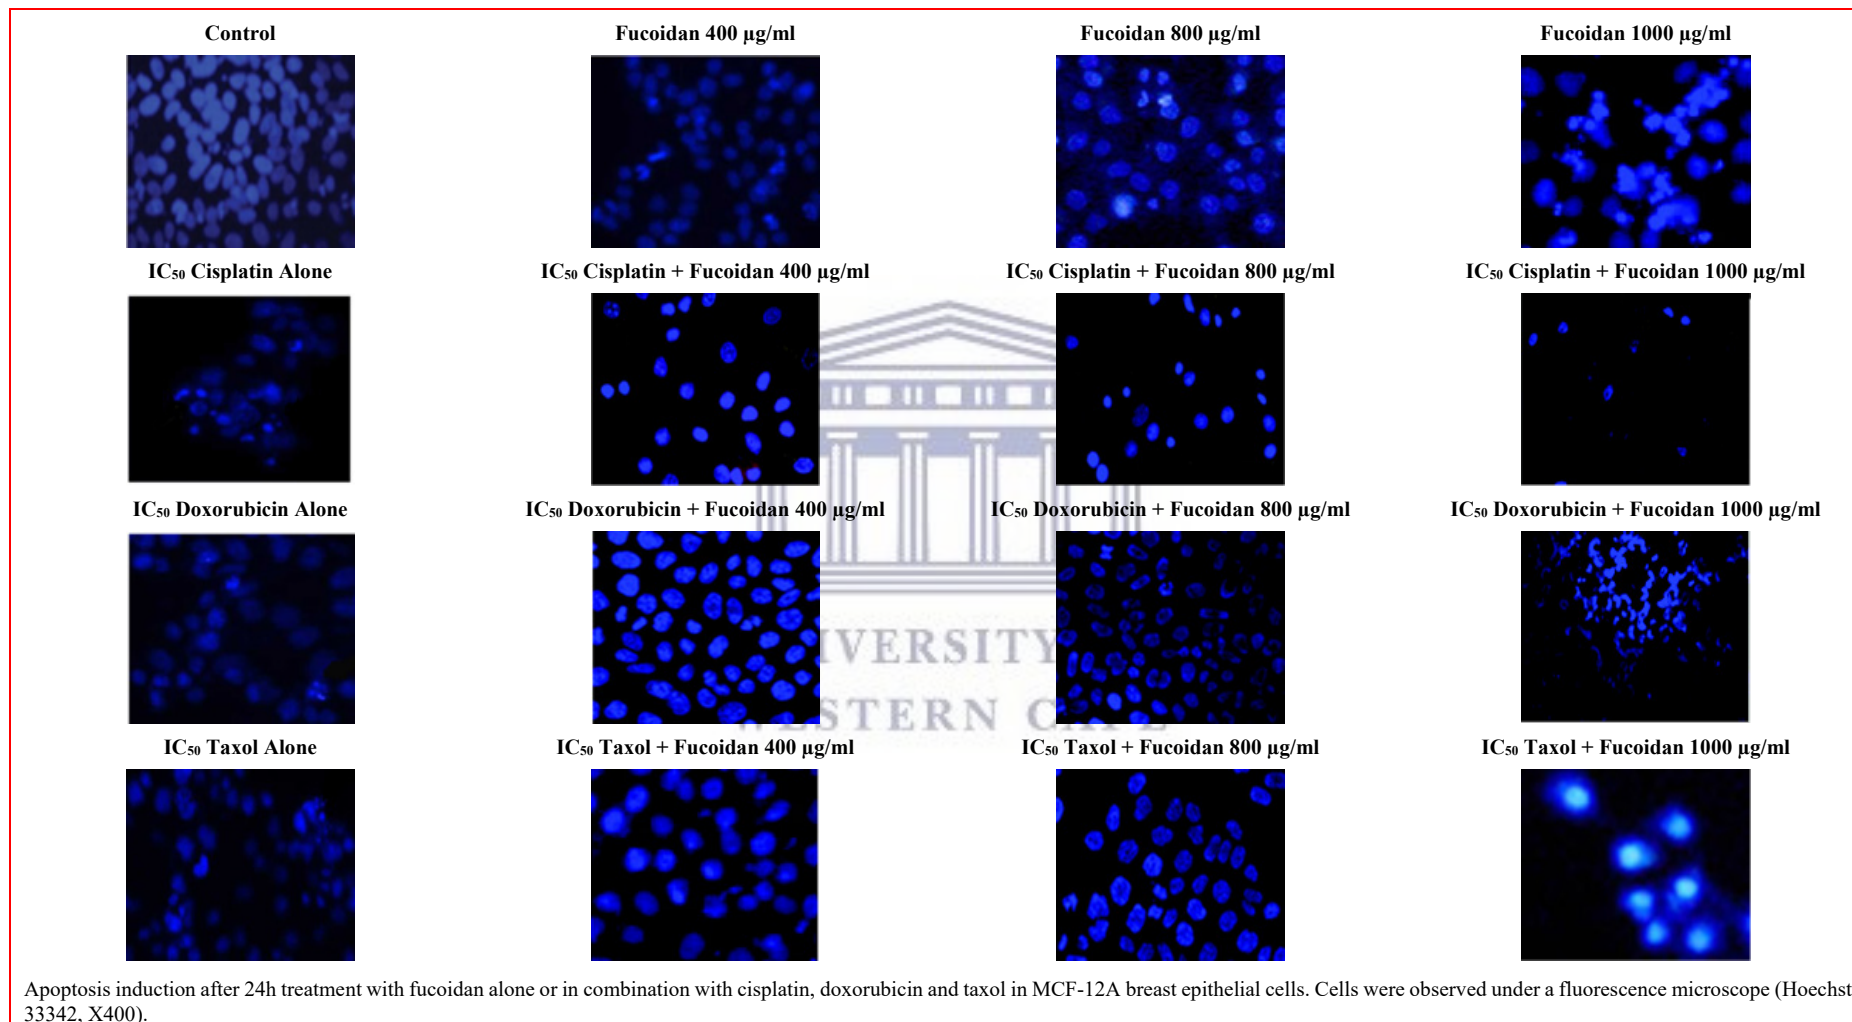 Control
Fucoidan 400 µg/ml
Fucoidan 800 µg/ml
Fucoidan 1000 µg/ml
IC₅₀ Cisplatin Alone
IC₅₀ Cisplatin + Fucoidan 400 µg/ml
IC₅₀ Cisplatin + Fucoidan 800 µg/ml
IC₅₀ Cisplatin + Fucoidan 1000 µg/ml
IC₅₀ Doxorubicin Alone
IC₅₀ Doxorubicin + Fucoidan 400 µg/ml
IC₅₀ Doxorubicin + Fucoidan 800 µg/ml
IC₅₀ Doxorubicin + Fucoidan 1000 µg/ml
IVERSITY
STERN C
IC₅₀ Taxol Alone
IC₅₀ Taxol + Fucoidan 400 µg/ml
IC₅₀ Taxol + Fucoidan 800 µg/ml
IC₅₀ Taxol + Fucoidan 1000 µg/ml
Apoptosis induction after 24h treatment with fucoidan alone or in combination with cisplatin, doxorubicin and taxol in MCF-12A breast epithelial cells. Cells were observed under a fluorescence microscope (Hoechst
33342, X400).